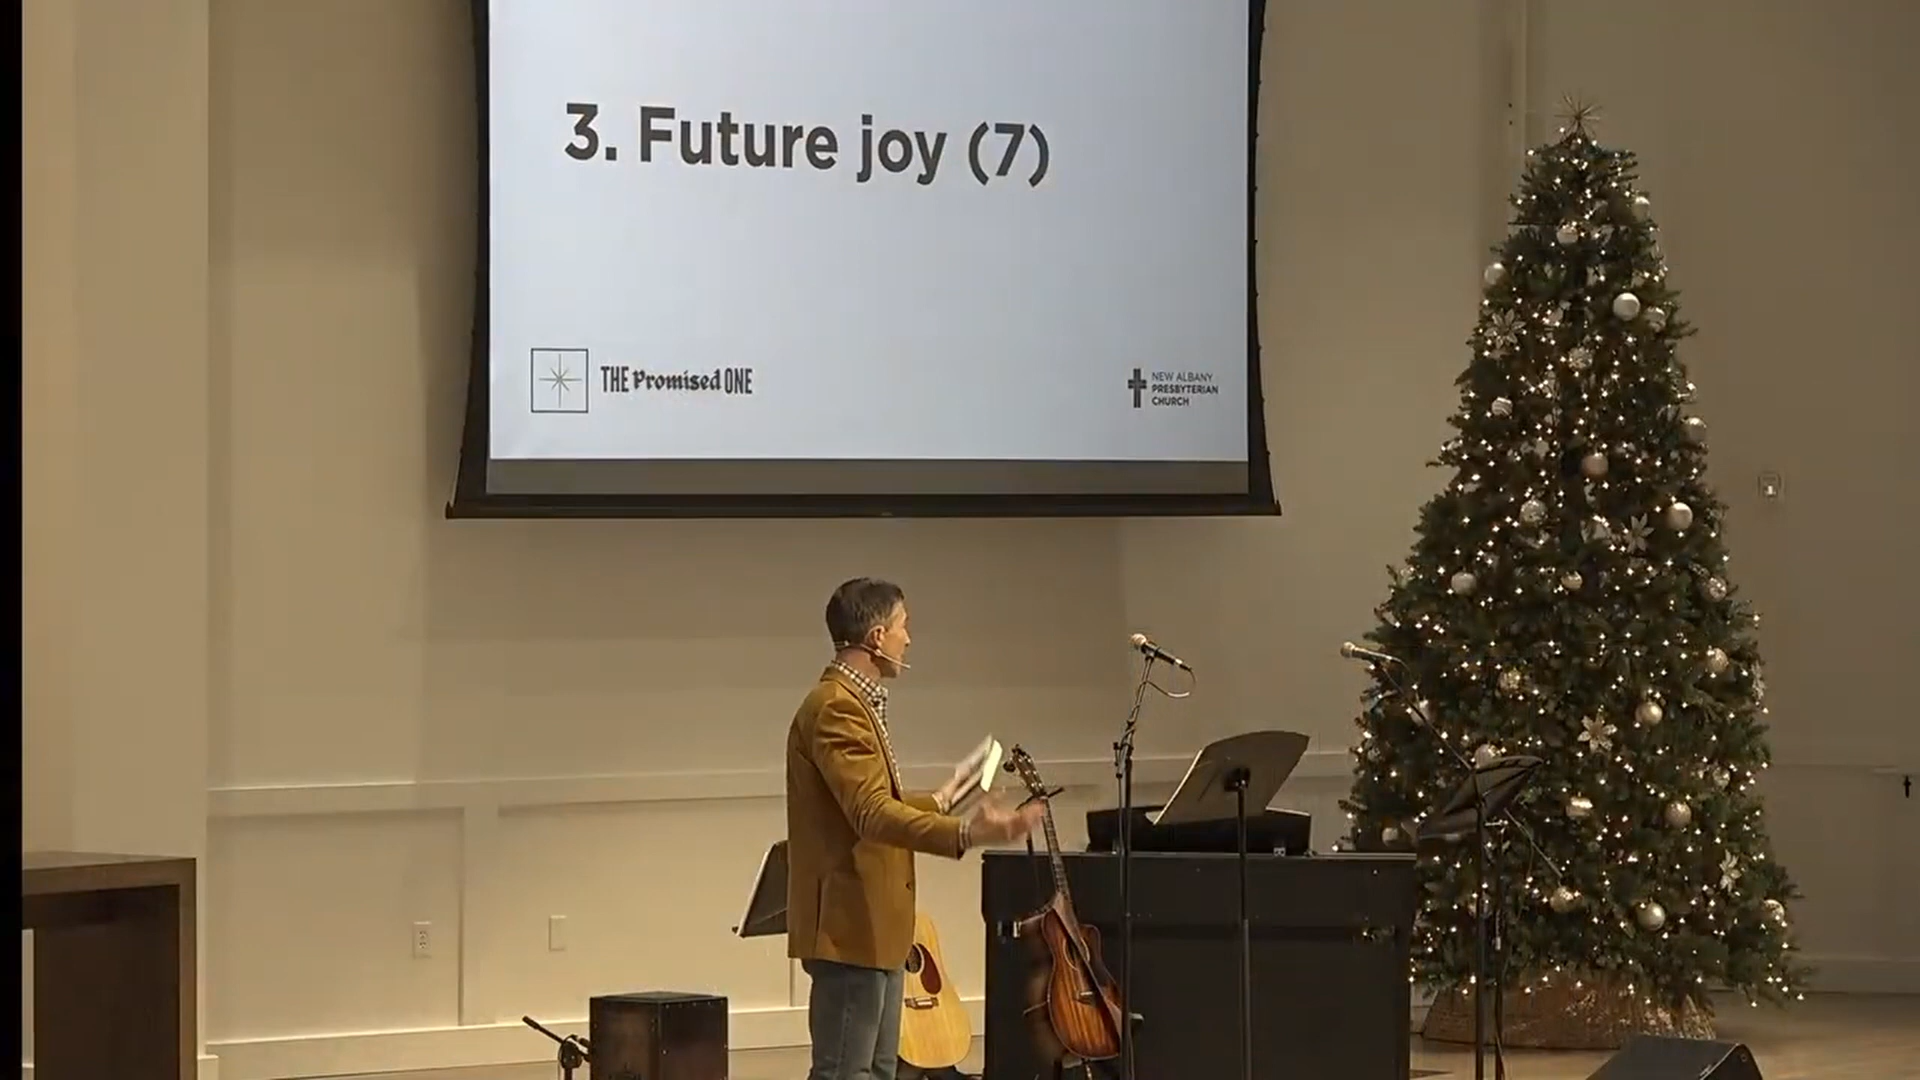 3. Future joy (7)
THE Promised ONE
NEW ALBANY
PRESBYTERIAN
CHURCH